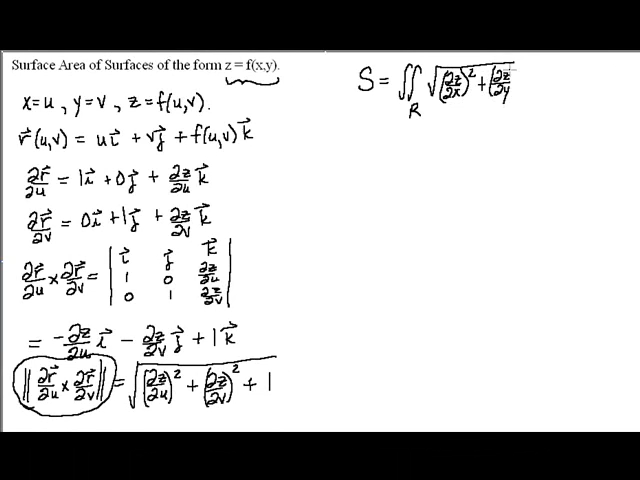 Surface Area of Surfaces of the form z = f(x,y).
x = u , y = v , z = f(u,v).
r⃗(u,v) = u i⃗ + v j⃗ + f(u,v) k⃗
∂r⃗/∂u = 1 i⃗ + 0 j⃗ + ∂z/∂u k⃗
∂r⃗/∂v = 0 i⃗ + 1 j⃗ + ∂z/∂v k⃗
∂r⃗/∂u × ∂r⃗/∂v = | i⃗ j⃗ k⃗
1 0 ∂z/∂u
0 1 ∂z/∂v |
= -∂z/∂u i⃗ - ∂z/∂v j⃗ + 1 k⃗
‖∂r⃗/∂u × ∂r⃗/∂v‖ = √((∂z/∂u)² + (∂z/∂v)² + 1)
S = ∬_R √((∂z/∂x)² + (∂z/∂y